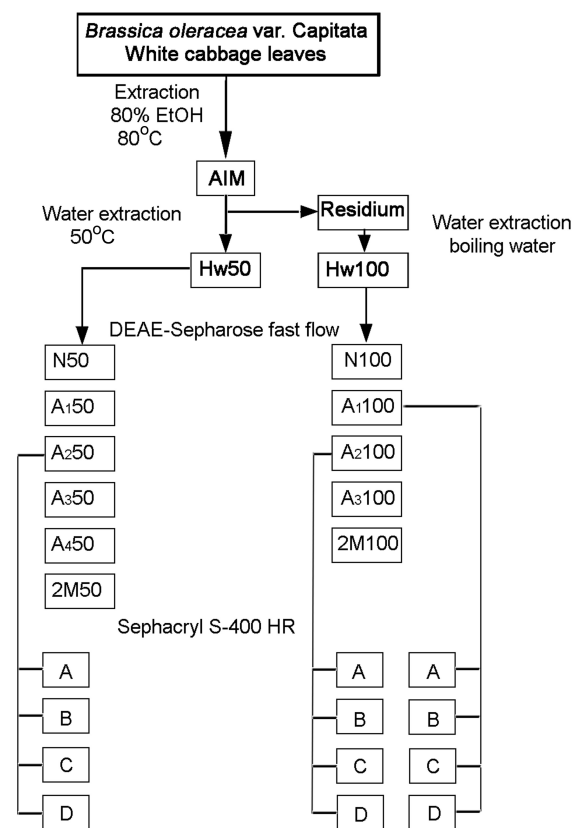 Brassica oleracea var. Capitata
White cabbage leaves
Extraction
80% EtOH
80°C
AIM
Water extraction
50°C
Residium
Water extraction
boiling water
Hw50
Hw100
DEAE-Sepharose fast flow
N50
A150
A250
A350
A450
2M50
N100
A1100
A2100
A3100
2M100
Sephacryl S-400 HR
A
B
C
D
A
B
C
D
A
B
C
D